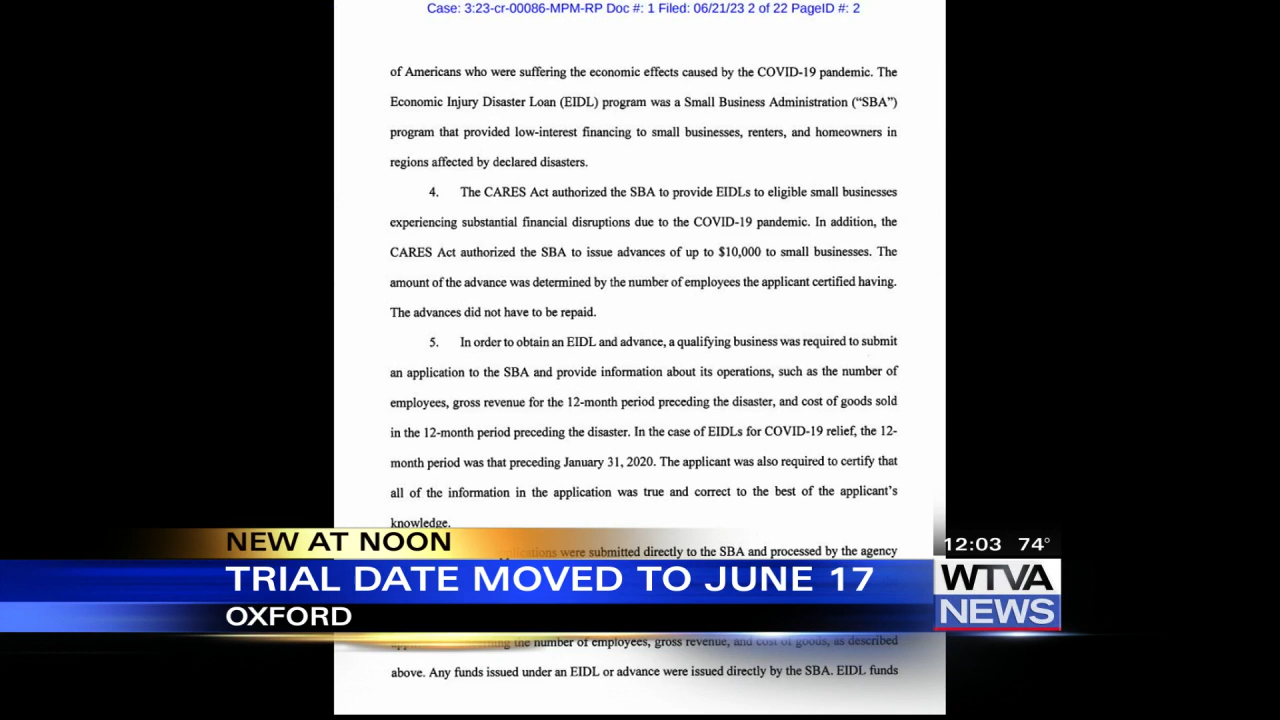 Case: 3:23-cr-00086-MPM-RP Doc #: 1 Filed: 06/21/23 2 of 22 PageID #: 2
of Americans who were suffering the economic effects caused by the COVID-19 pandemic. The
Economic Injury Disaster Loan (EIDL) program was a Small Business Administration (“SBA”)
program that provided low-interest financing to small businesses, renters, and homeowners in
regions affected by declared disasters.
4. The CARES Act authorized the SBA to provide EIDLs to eligible small businesses
experiencing substantial financial disruptions due to the COVID-19 pandemic. In addition, the
CARES Act authorized the SBA to issue advances of up to $10,000 to small businesses. The
amount of the advance was determined by the number of employees the applicant certified having.
The advances did not have to be repaid.
5. In order to obtain an EIDL and advance, a qualifying business was required to submit
an application to the SBA and provide information about its operations, such as the number of
employees, gross revenue for the 12-month period preceding the disaster, and cost of goods sold
in the 12-month period preceding the disaster. In the case of EIDLs for COVID-19 relief, the 12-
month period was that preceding January 31, 2020. The applicant was also required to certify that
all of the information in the application was true and correct to the best of the applicant’s
knowledge.
applications were submitted directly to the SBA and processed by the agency
NEW AT NOON
TRIAL DATE MOVED TO JUNE 17
OXFORD
12:03 74°
WTVA
NEWS
the number of employees, gross revenue, and cost of goods, as described
above. Any funds issued under an EIDL or advance were issued directly by the SBA. EIDL funds